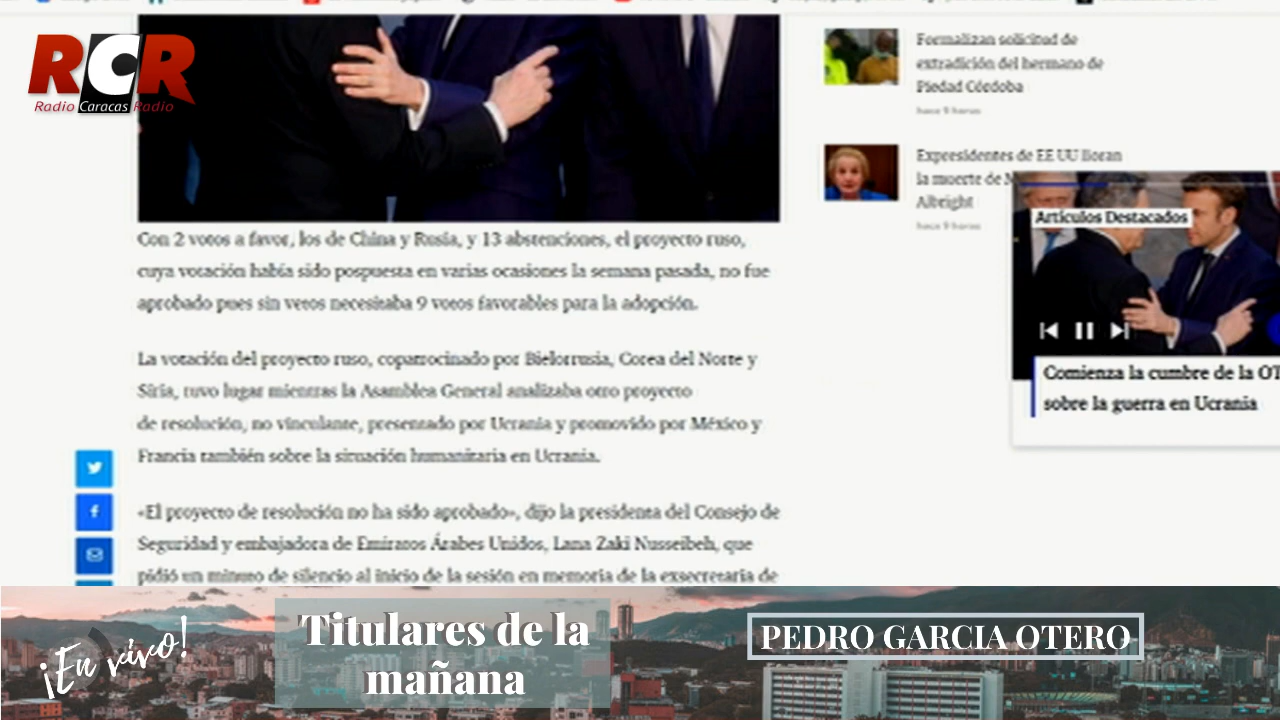 RCR
Radio Caracas Radio
Formalizan solicitud de
extradición del hermano de
Piedad Córdoba
hace 9 horas
Expresidentes de EE UU lloran
la muerte de
Albright
hace 9 horas
Artículos Destacados
Comienza la cumbre de la OT
sobre la guerra en Ucrania
Con 2 votos a favor, los de China y Rusia, y 13 abstenciones, el proyecto ruso,
cuya votación había sido pospuesta en varias ocasiones la semana pasada, no fue
aprobado pues sin vetos necesitaba 9 votos favorables para la adopción.
La votación del proyecto ruso, copatrocinado por Bielorrusia, Corea del Norte y
Siria, tuvo lugar mientras la Asamblea General analizaba otro proyecto
de resolución, no vinculante, presentado por Ucrania y promovido por México y
Francia también sobre la situación humanitaria en Ucrania.
«El proyecto de resolución no ha sido aprobado», dijo la presidenta del Consejo de
Seguridad y embajadora de Emiratos Árabes Unidos, Lana Zaki Nusseibeh, que
pidió un minuto de silencio al inicio de la sesión en memoria de la exsecretaria de
¡En vivo!
Titulares de la
mañana
PEDRO GARCIA OTERO